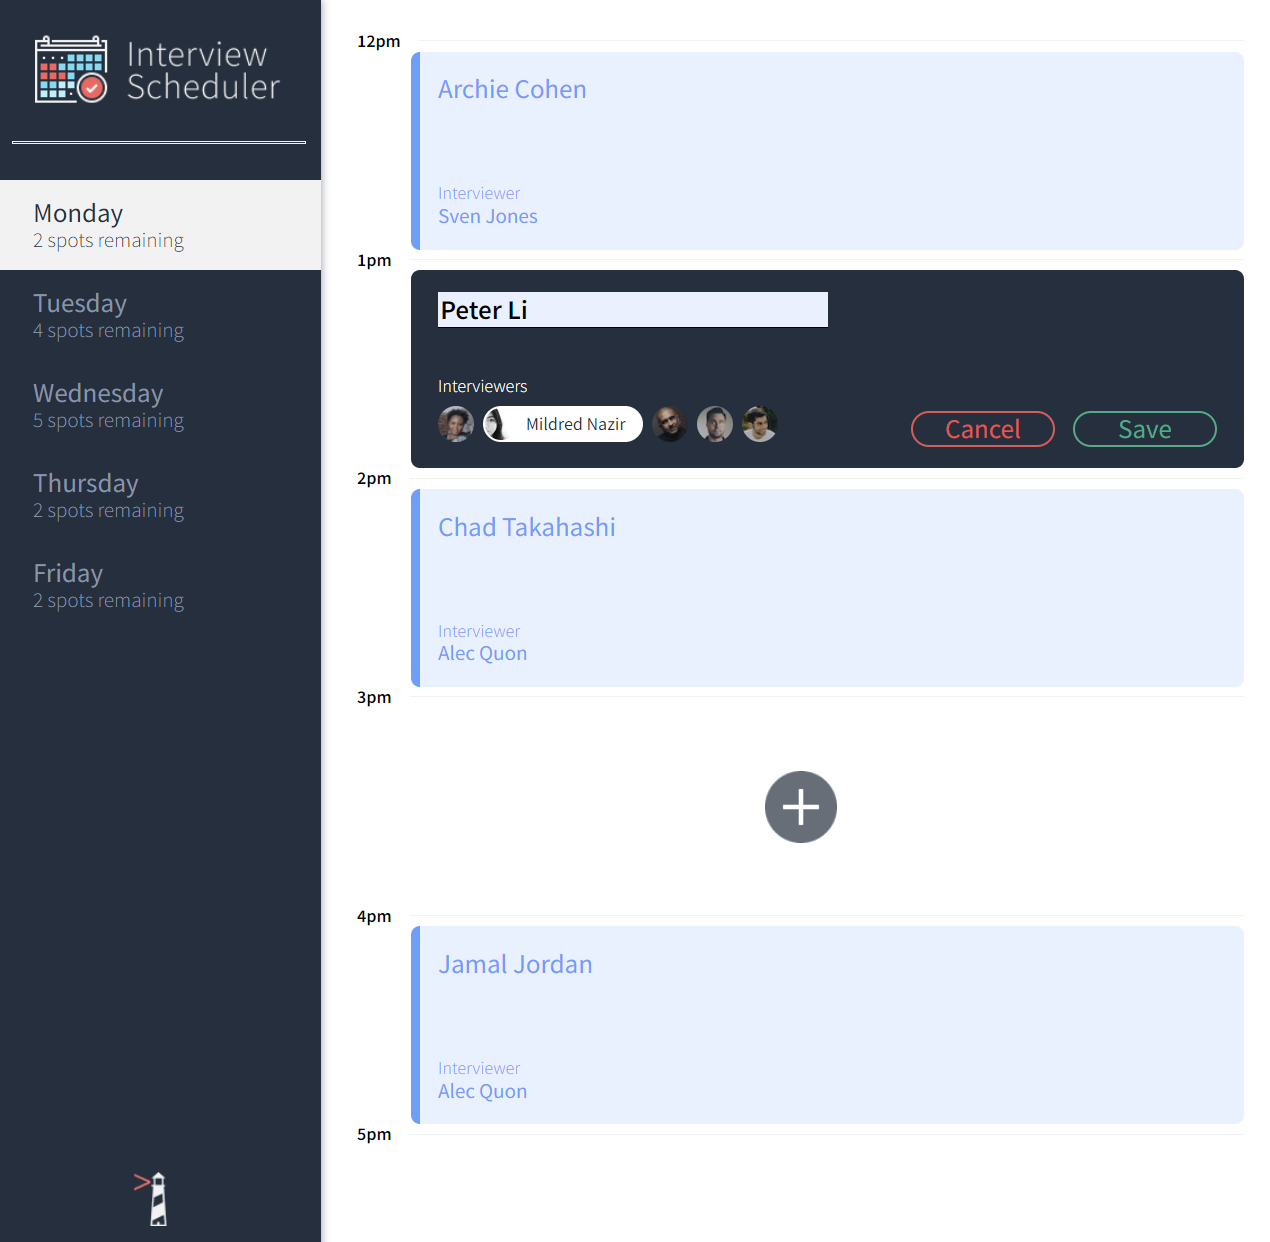 Interview
Scheduler
Monday
2 spots remaining
Tuesday
4 spots remaining
Wednesday
5 spots remaining
Thursday
2 spots remaining
Friday
2 spots remaining
12pm
Archie Cohen
Interviewer
Sven Jones
1pm
Peter Li
Interviewers
Mildred Nazir
Cancel
Save
2pm
Chad Takahashi
Interviewer
Alec Quon
3pm
4pm
Jamal Jordan
Interviewer
Alec Quon
5pm